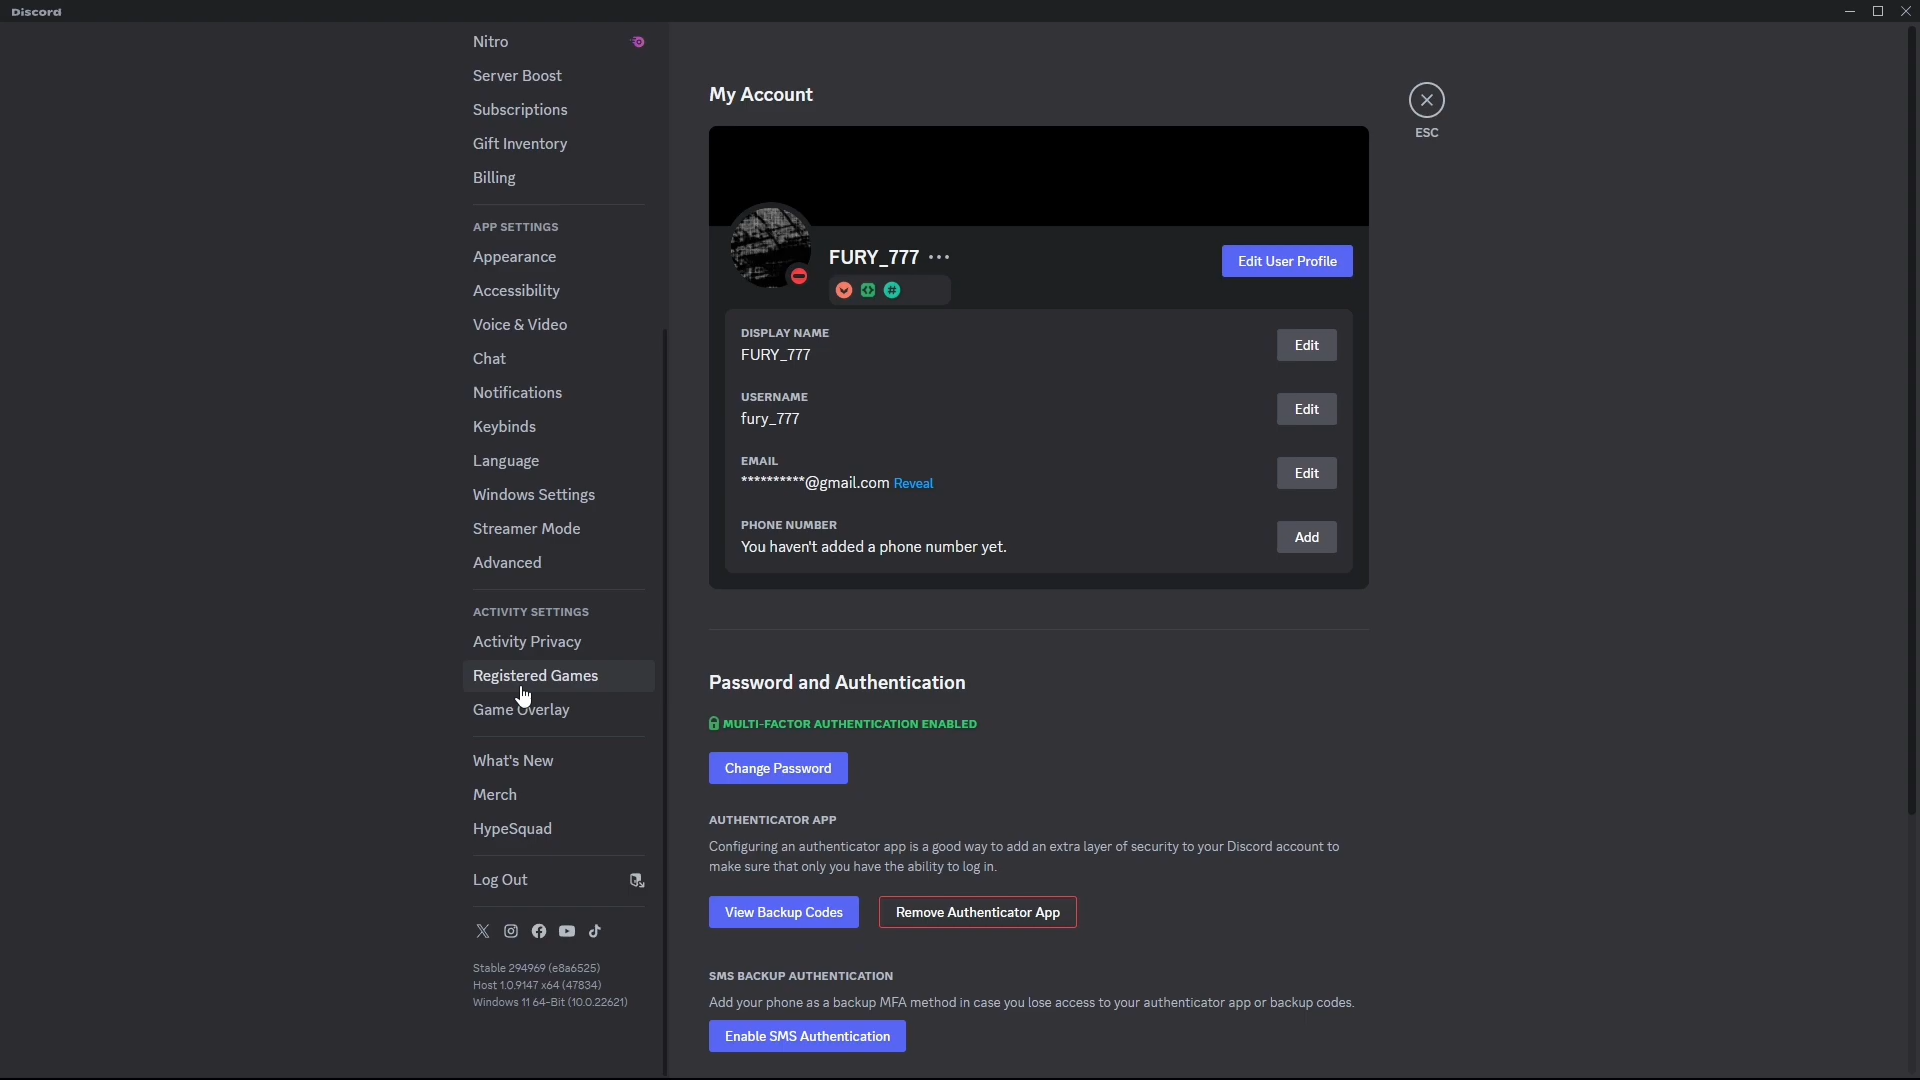 Discord
Nitro
Server Boost
Subscriptions
Gift Inventory
Billing
APP SETTINGS
Appearance
Accessibility
Voice & Video
Chat
Notifications
Keybinds
Language
Windows Settings
Streamer Mode
Advanced
ACTIVITY SETTINGS
Activity Privacy
Registered Games
Game Overlay
What's New
Merch
HypeSquad
Log Out
Stable 294969 (e8a6525)
Host 1.0.9147 x64 (47834)
Windows 11 64-Bit (10.0.22621)
My Account
ESC
FURY_777
Edit User Profile
DISPLAY NAME
FURY_777
Edit
USERNAME
fury_777
Edit
EMAIL
**********@gmail.com Reveal
Edit
PHONE NUMBER
You haven't added a phone number yet.
Add
Password and Authentication
MULTI-FACTOR AUTHENTICATION ENABLED
Change Password
AUTHENTICATOR APP
Configuring an authenticator app is a good way to add an extra layer of security to your Discord account to
make sure that only you have the ability to log in.
View Backup Codes
Remove Authenticator App
SMS BACKUP AUTHENTICATION
Add your phone as a backup MFA method in case you lose access to your authenticator app or backup codes.
Enable SMS Authentication